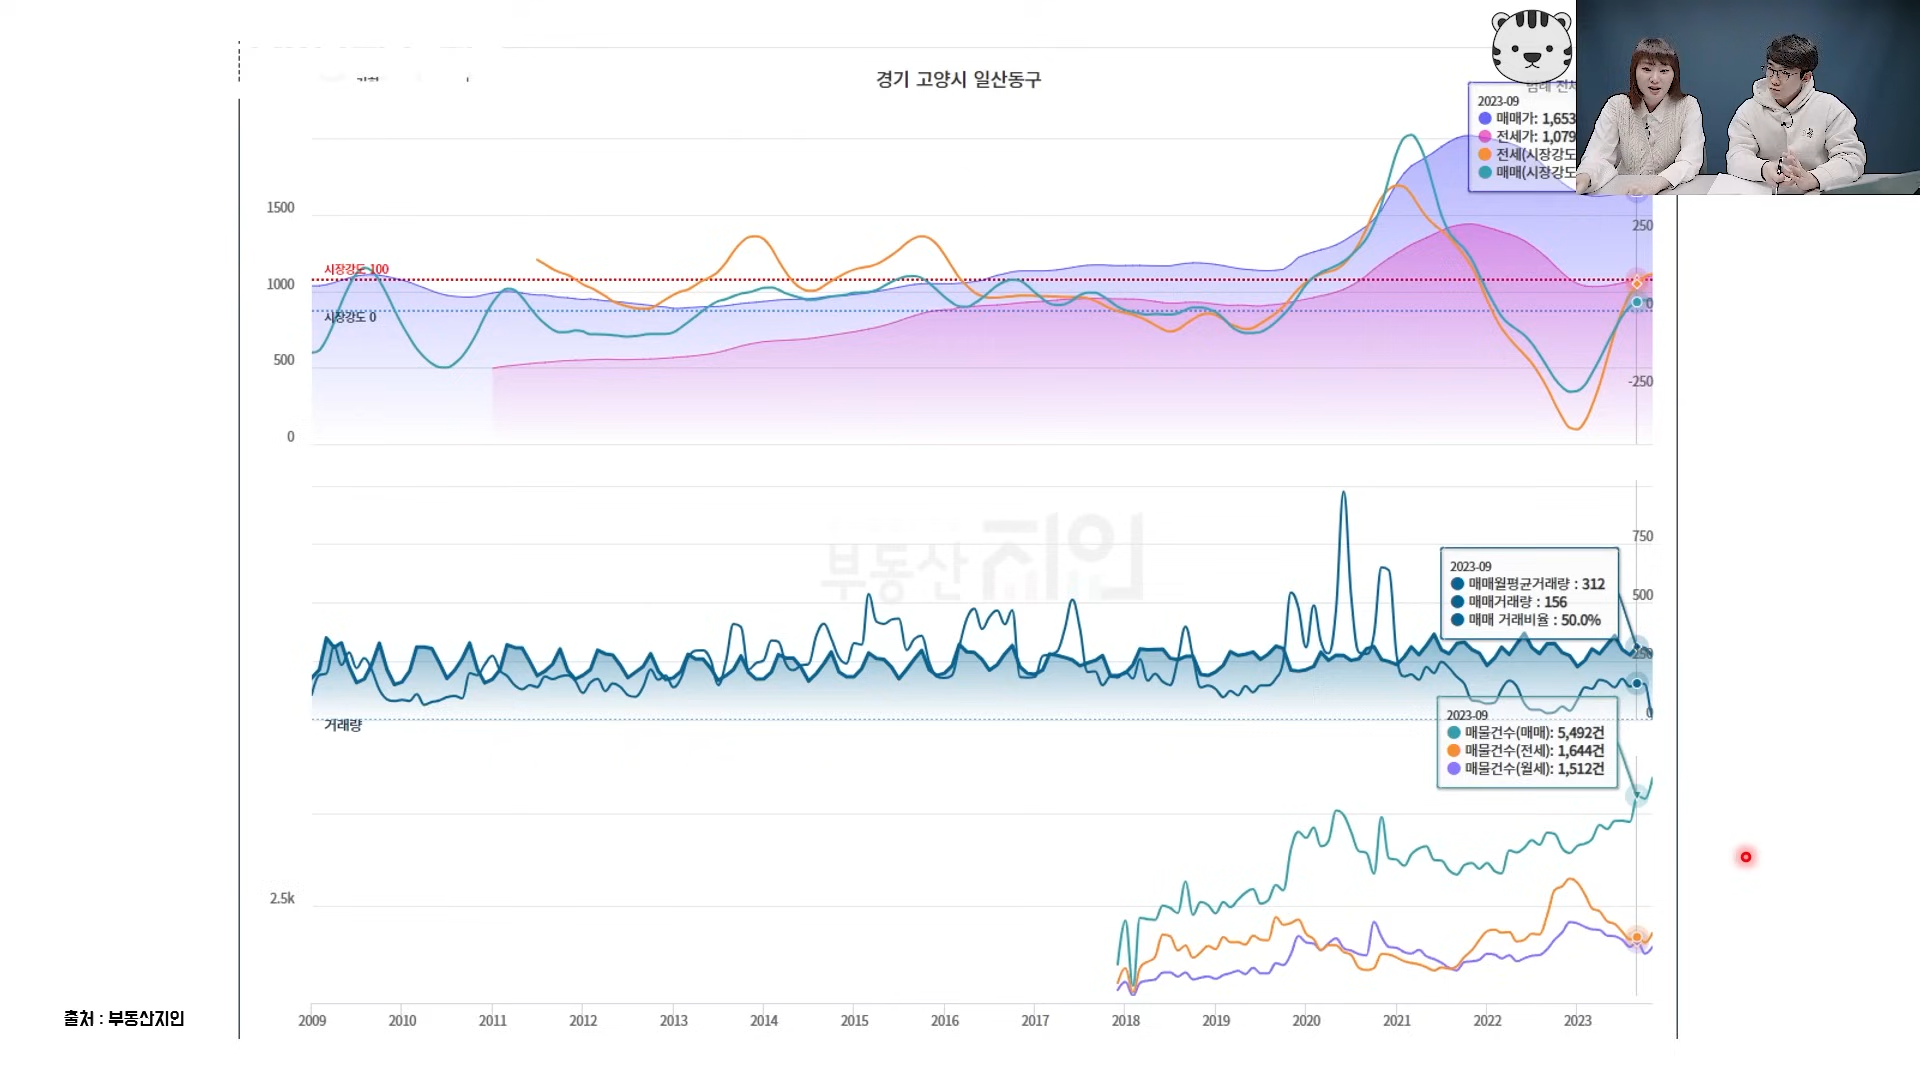 경기 고양시 일산동구
2023-09
매매가: 1,653
전세가: 1,079
전세(시장강도
매매(시장강도
1500
1000
500
0
250
0
-250
시장강도 100
시장강도 0
부동산지인
750
500
250
0
2023-09
매매월평균거래량 : 312
매매거래량 : 156
매매 거래비율 : 50.0%
거래량
2023-09
매물건수(매매): 5,492건
매물건수(전세): 1,644건
매물건수(월세): 1,512건
2.5k
2009 2010 2011 2012 2013 2014 2015 2016 2017 2018 2019 2020 2021 2022 2023
출처 : 부동산지인